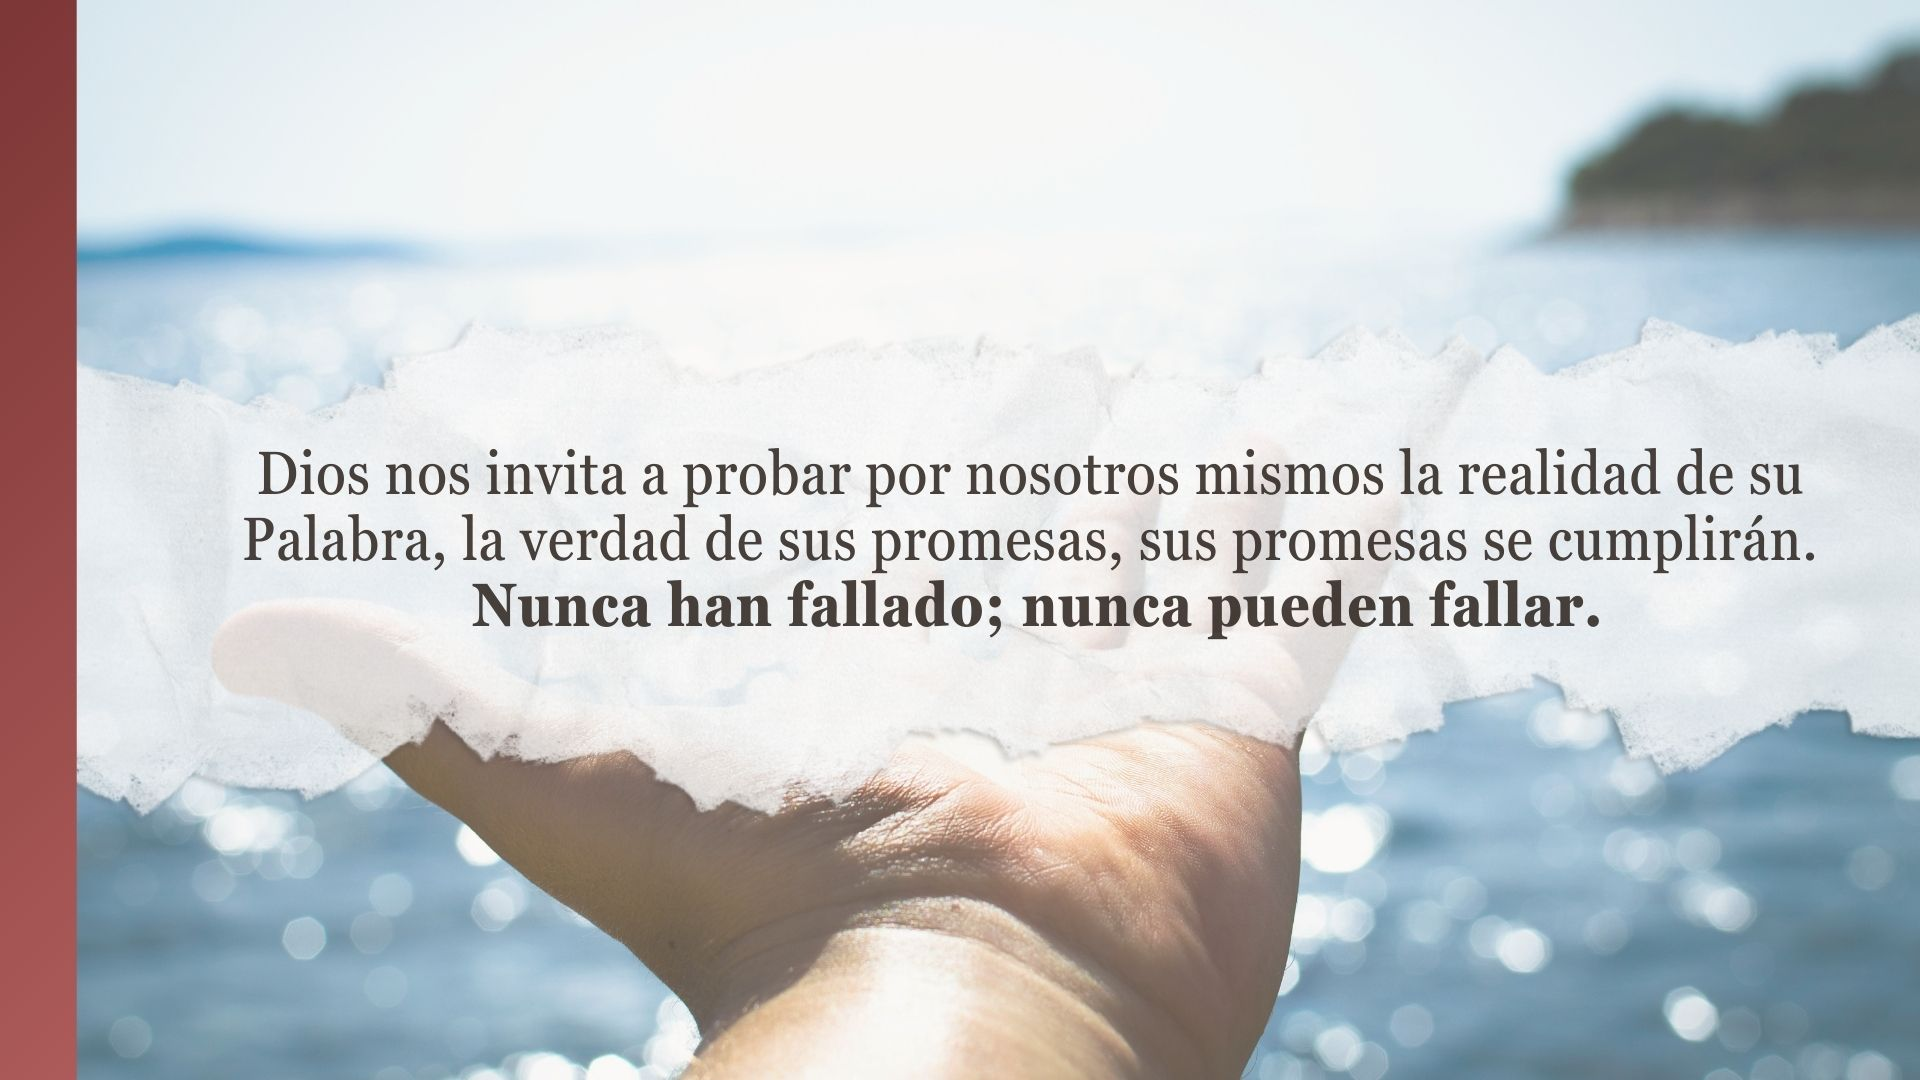 Dios nos invita a probar por nosotros mismos la realidad de su
Palabra, la verdad de sus promesas, sus promesas se cumplirán.
Nunca han fallado; nunca pueden fallar.